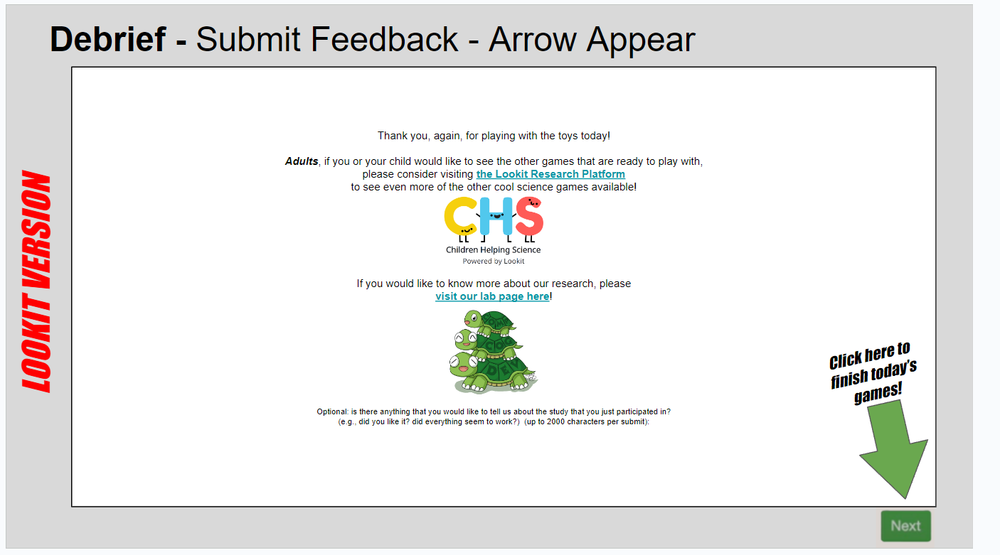 Debrief - Submit Feedback - Arrow Appear
LOOKIT VERSION
Thank you, again, for playing with the toys today!
Adults, if you or your child would like to see the other games that are ready to play with,
please consider visiting the Lookit Research Platform
to see even more of the other cool science games available!
CHS
Children Helping Science
Powered by Lookit
If you would like to know more about our research, please
visit our lab page here!
COMP
COG
DEV
Optional: is there anything that you would like to tell us about the study that you just participated in?
(e.g., did you like it? did everything seem to work?) (up to 2000 characters per submit):
Click here to
finish today's
games!
Next